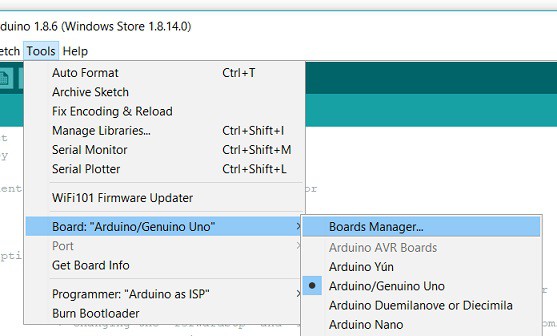 duino 1.8.6 (Windows Store 1.8.14.0)
etch Tools Help
Auto Format Ctrl+T
Archive Sketch
Fix Encoding & Reload
Manage Libraries... Ctrl+Shift+I
Serial Monitor Ctrl+Shift+M
Serial Plotter Ctrl+Shift+L
WiFi101 Firmware Updater
Board: "Arduino/Genuino Uno"
Port
Get Board Info
Programmer: "Arduino as ISP"
Burn Bootloader
Boards Manager...
Arduino AVR Boards
Arduino Yún
Arduino/Genuino Uno
Arduino Duemilanove or Diecimila
Arduino Nano